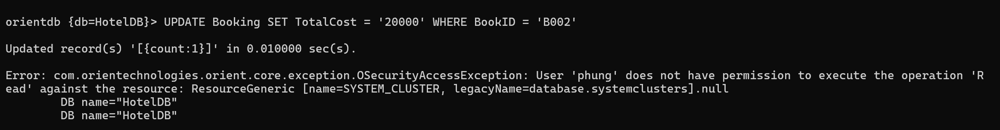 orientdb {db=HotelDB}> UPDATE Booking SET TotalCost = '20000' WHERE BookID = 'B002'
Updated record(s) '[{count:1}]' in 0.010000 sec(s).
Error: com.orientechnologies.orient.core.exception.OSecurityAccessException: User 'phung' does not have permission to execute the operation 'R
ead' against the resource: ResourceGeneric [name=SYSTEM_CLUSTER, legacyName=database.systemclusters].null
DB name="HotelDB"
DB name="HotelDB"